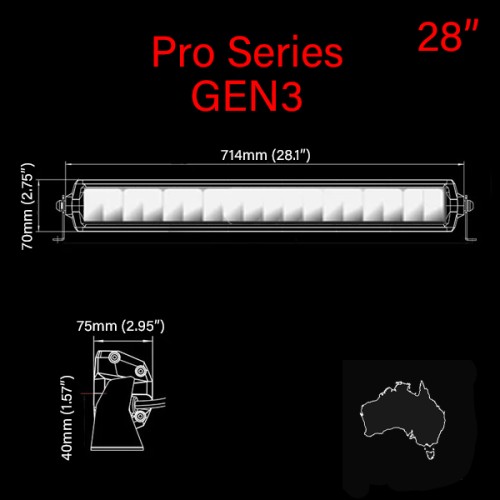 28”
Pro Series
GEN3
714mm (28.1”)
70mm (2.75”)
75mm (2.95”)
40mm (1.57”)